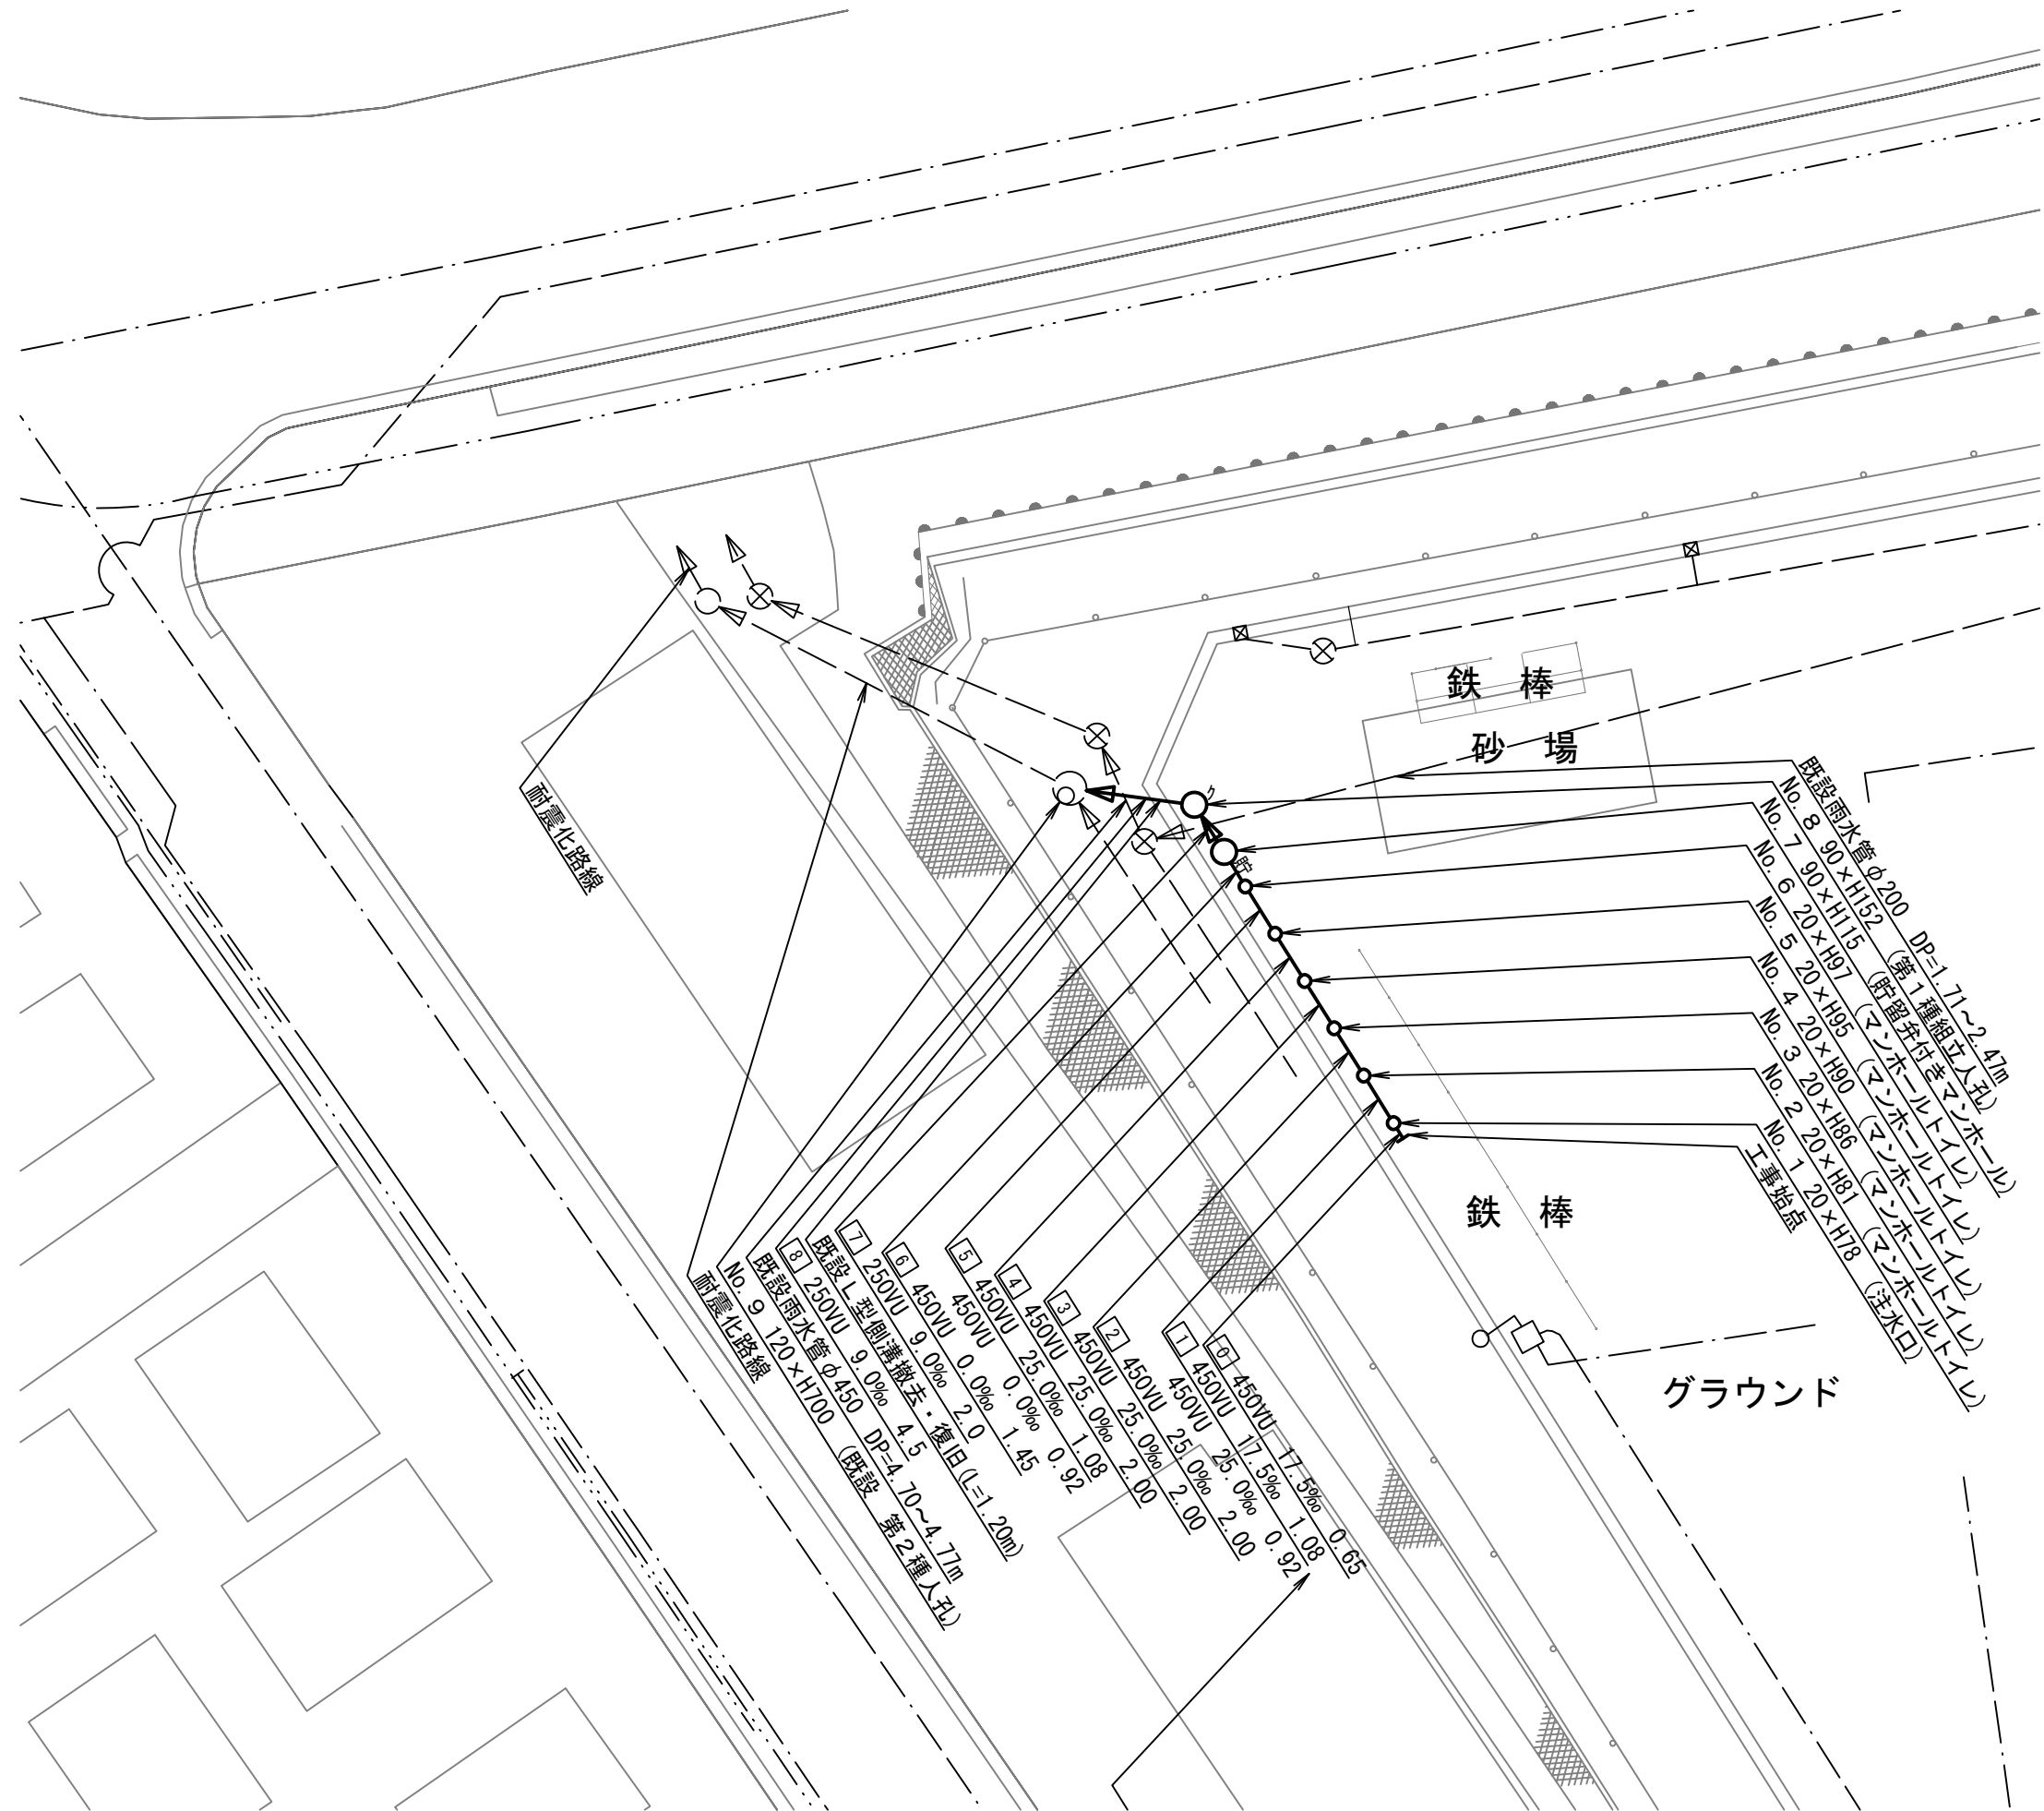 鉄 棒
砂 場
ク
貯
既設雨水管φ200 DP=1.71～2.47m
No. 8 90×H152 (第1種組立人孔)
No. 7 90×H115 (貯留弁付きマンホール)
No. 6 20×H97 (マンホールトイレ)
No. 5 20×H95 (マンホールトイレ)
No. 4 20×H90 (マンホールトイレ)
No. 3 20×H86 (マンホールトイレ)
No. 2 20×H81 (マンホールトイレ)
No. 1 20×H78 (注水口)
工事始点
鉄 棒
グラウンド
耐震化路線
耐震化路線
No. 9 120×H700 (既設 第2種人孔)
既設雨水管φ450 DP=4.70～4.77m
8 250VU 9.0‰ 4.5
既設L型側溝撤去・復旧(L=1.20m)
7 250VU 9.0‰ 2.0
6 450VU 0.0‰ 1.45
450VU 0.0‰ 0.92
5 450VU 25.0‰ 1.08
4 450VU 25.0‰ 2.00
3 450VU 25.0‰ 2.00
2 450VU 25.0‰ 2.00
450VU 25.0‰ 0.92
1 450VU 17.5‰ 1.08
0 450VU 17.5‰ 0.65